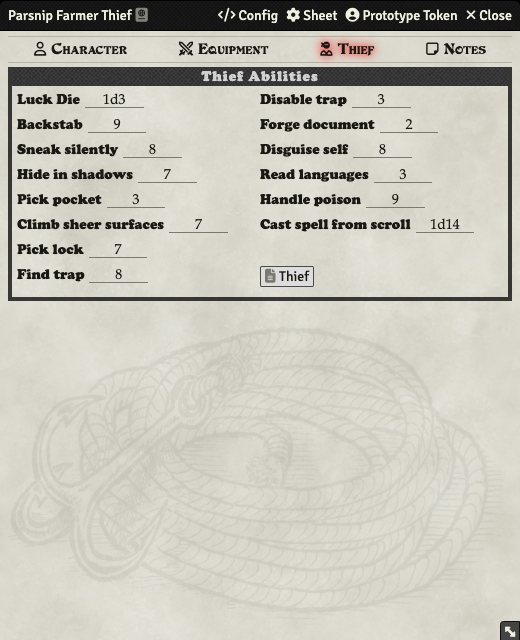 Parsnip Farmer Thief </> Config Sheet Prototype Token × Close
Character Equipment Thief Notes
Thief Abilities
Luck Die 1d3
Backstab 9
Sneak silently 8
Hide in shadows 7
Pick pocket 3
Climb sheer surfaces 7
Pick lock 7
Find trap 8
Disable trap 3
Forge document 2
Disguise self 8
Read languages 3
Handle poison 9
Cast spell from scroll 1d14
Thief